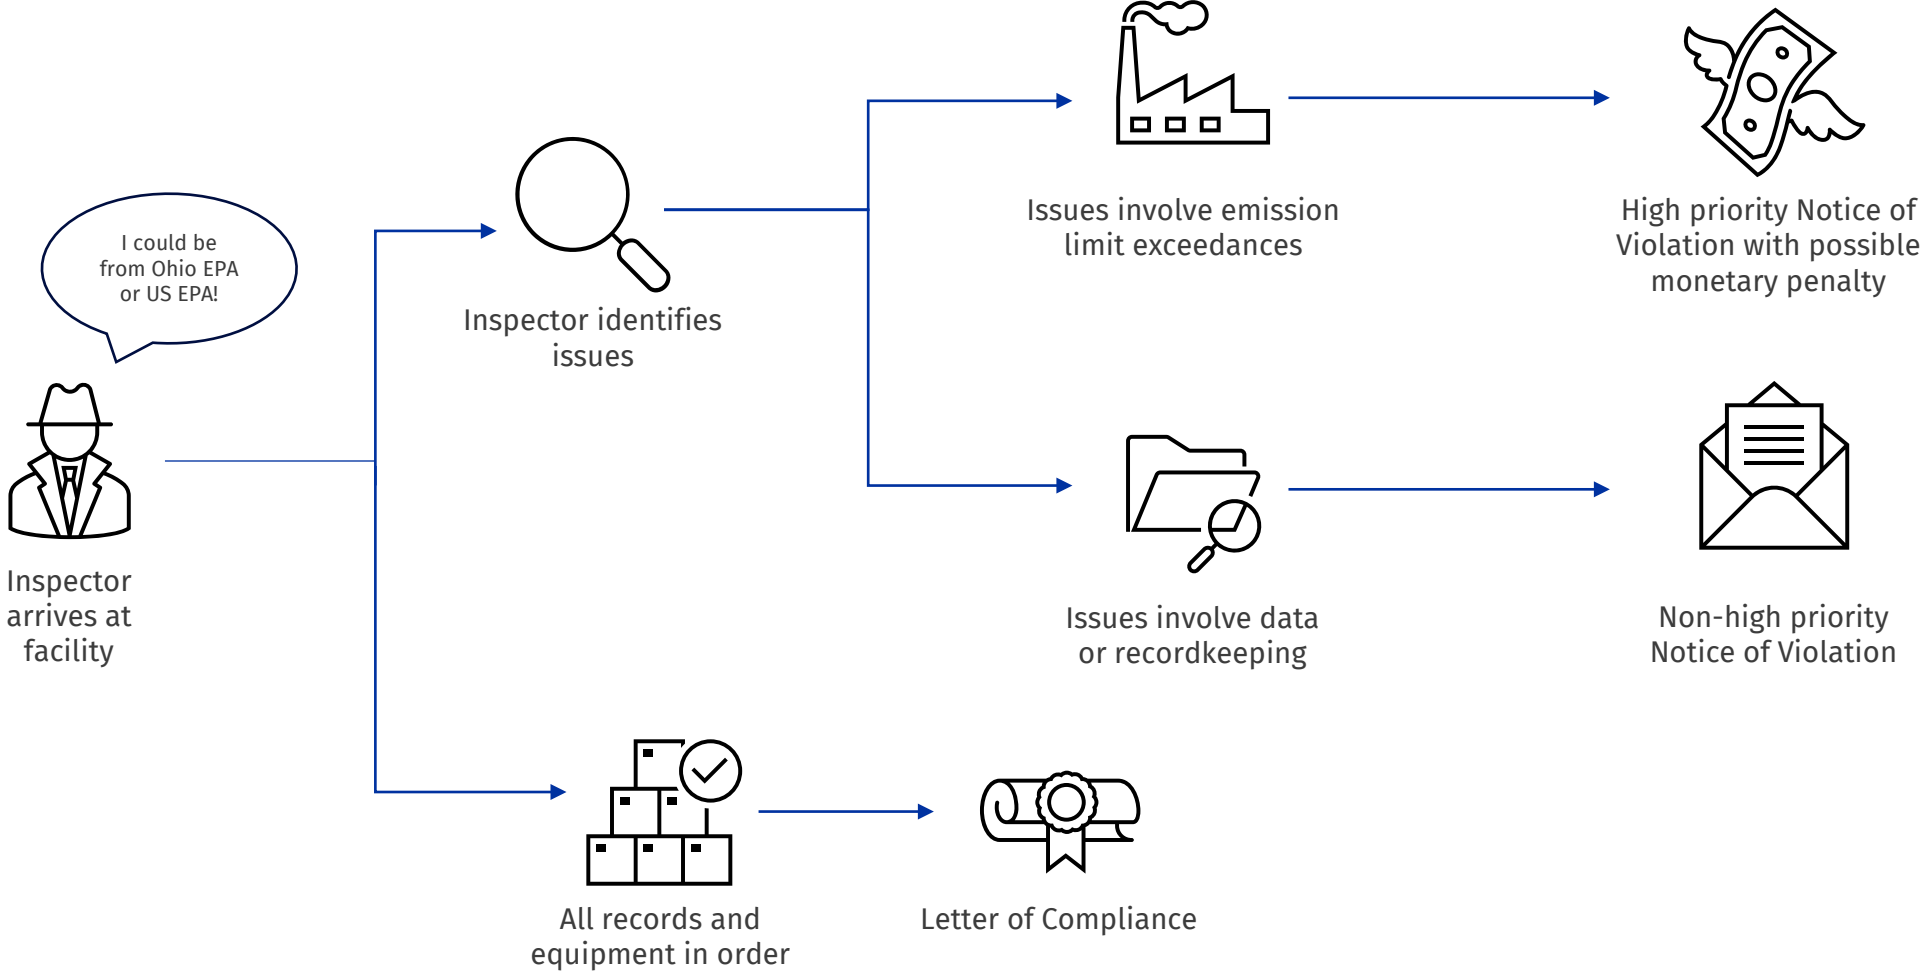 I could be
from Ohio EPA
or US EPA!
Inspector
arrives at
facility
Inspector identifies
issues
Issues involve emission
limit exceedances
High priority Notice of
Violation with possible
monetary penalty
Issues involve data
or recordkeeping
Non-high priority
Notice of Violation
All records and
equipment in order
Letter of Compliance